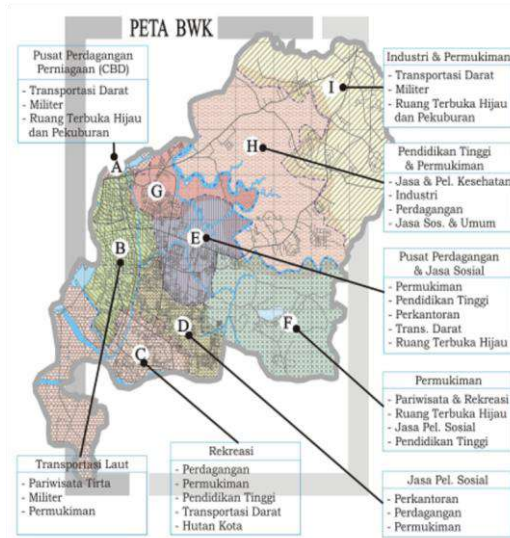 PETA BWK
Pusat Perdagangan
Perniagaan (CBD)
- Transportasi Darat
- Militer
- Ruang Terbuka Hijau
dan Pekuburan
Industri & Permukiman
- Transportasi Darat
- Militer
- Ruang Terbuka Hijau
dan Pekuburan
Pendidikan Tinggi
& Permukiman
- Jasa & Pel. Kesehatan
- Industri
- Perdagangan
- Jasa Sos. & Umum
Pusat Perdagangan
& Jasa Sosial
- Permukiman
- Pendidikan Tinggi
- Perkantoran
- Trans. Darat
- Ruang Terbuka Hijau
Permukiman
- Pariwisata & Rekreasi
- Ruang Terbuka Hijau
- Jasa Pel. Sosial
- Pendidikan Tinggi
Jasa Pel. Sosial
- Perkantoran
- Perdagangan
- Permukiman
Rekreasi
- Perdagangan
- Permukiman
- Pendidikan Tinggi
- Transportasi Darat
- Hutan Kota
Transportasi Laut
- Pariwisata Tirta
- Militer
- Permukiman
I
H
A
G
B
E
D
F
C